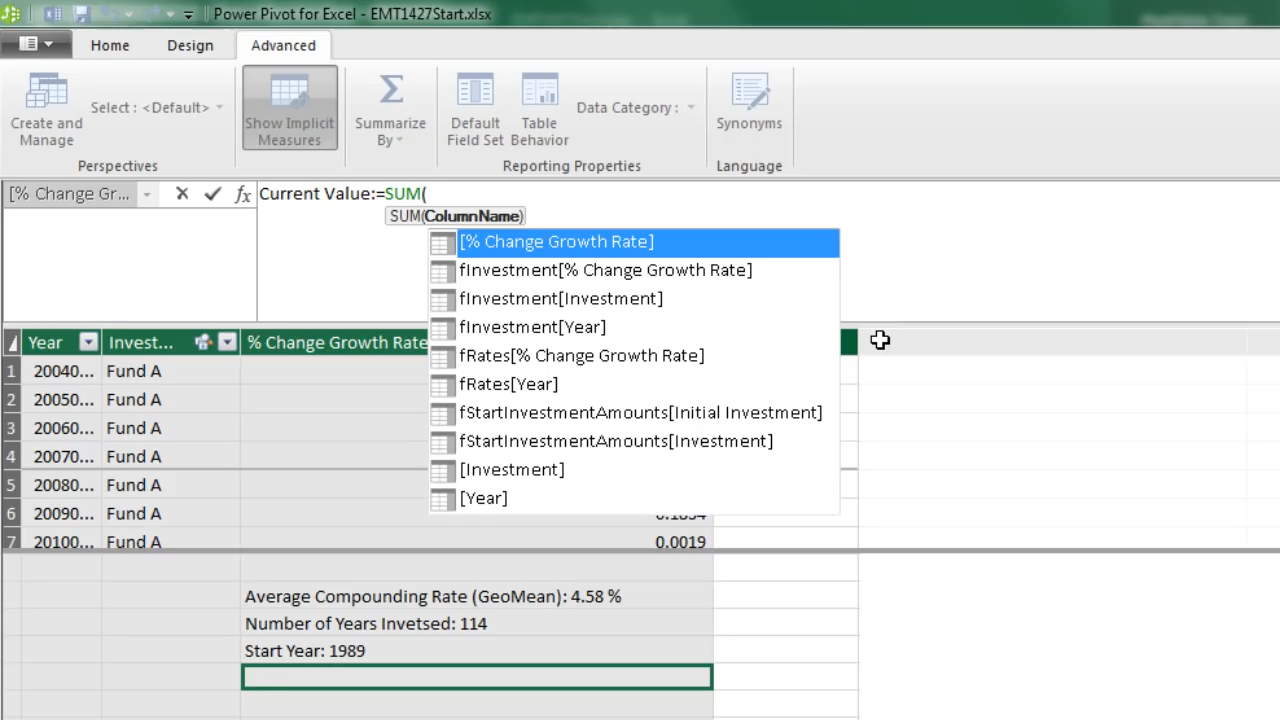 Power Pivot for Excel - EMT1427Start.xlsx
Home Design Advanced
Create and Manage
Select : <Default>
Perspectives
Show Implicit Measures
Summarize By
Default Field Set
Table Behavior
Data Category :
Reporting Properties
Synonyms
Language
[% Change Gr... fx Current Value:=SUM(
SUM(ColumnName)
[% Change Growth Rate]
fInvestment[% Change Growth Rate]
fInvestment[Investment]
fInvestment[Year]
fRates[% Change Growth Rate]
fRates[Year]
fStartInvestmentAmounts[Initial Investment]
fStartInvestmentAmounts[Investment]
[Investment]
[Year]
Year Invest... % Change Growth Rate
1 20040... Fund A
2 20050... Fund A
3 20060... Fund A
4 20070... Fund A
5 20080... Fund A
6 20090... Fund A
7 20100... Fund A 0.0019
Average Compounding Rate (GeoMean): 4.58 %
Number of Years Invetsed: 114
Start Year: 1989